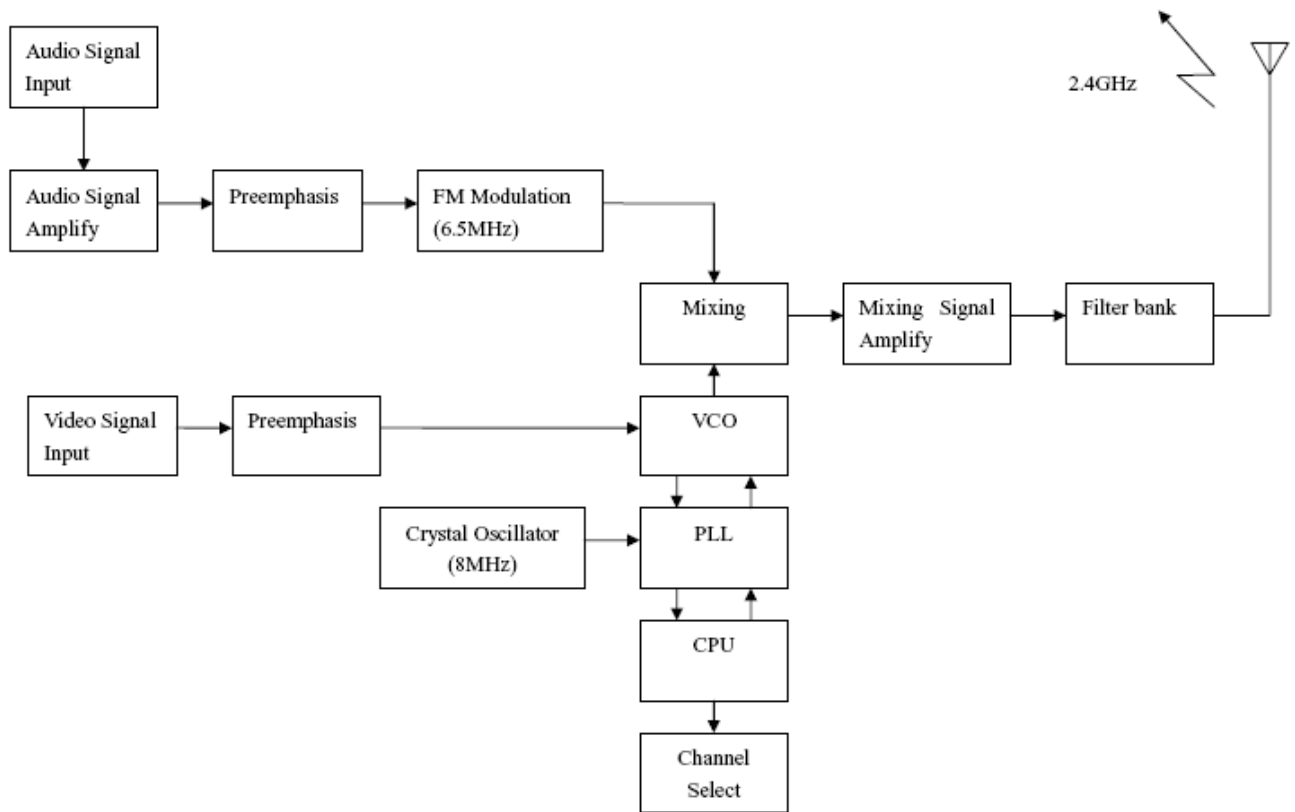 Audio Signal
Input
2.4GHz
Audio Signal
Amplify
Preemphasis
FM Modulation
(6.5MHz)
Mixing
Mixing Signal
Amplify
Filter bank
Video Signal
Input
Preemphasis
VCO
Crystal Oscillator
(8MHz)
PLL
CPU
Channel
Select